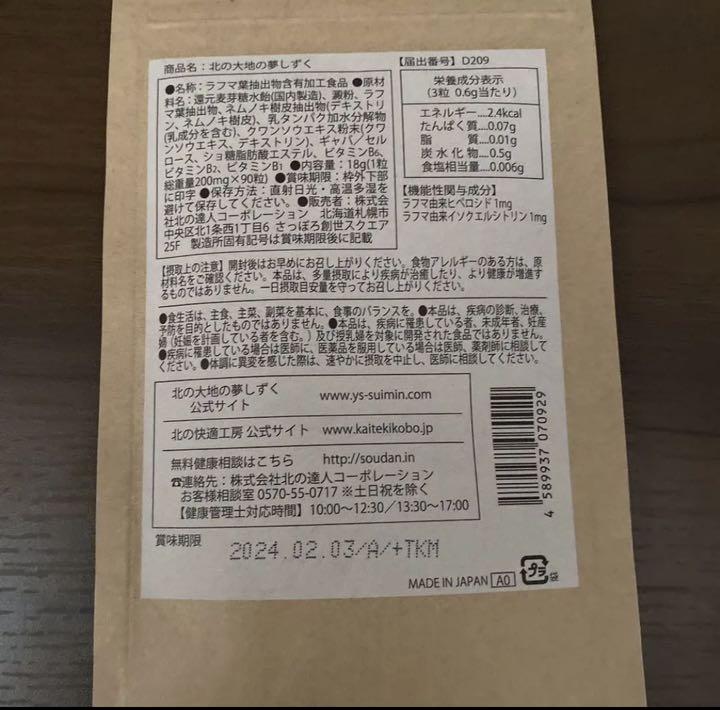 商品名：北の大地の夢しずく
●名称：ラフマ葉抽出物含有加工食品 ●原材
料名：還元麦芽糖水飴(国内製造)、澱粉、ラフ
マ葉抽出物、ネムノキ樹皮抽出物(デキストリ
ン、ネムノキ樹皮)、乳タンパク加水分解物
(乳成分を含む)、クワンソウエキス粉末(クワ
ンソウエキス、デキストリン)、ギャバ／セル
ロース、ショ糖脂肪酸エステル、ビタミンB₆、
ビタミンB₂、ビタミンB₁ ●内容量：18g(1粒
総重量200mg×90粒) ●賞味期限：枠外下部
に印字 ●保存方法：直射日光・高温多湿を
避けて保存してください。●販売者：株式会
社北の達人コーポレーション 北海道札幌市
中央区北1条西1丁目6 さっぽろ創世スクエア
25F 製造所固有記号は賞味期限後に記載
【届出番号】D209
栄養成分表示
(3粒 0.6g当たり)
エネルギー....2.4kcal
たんぱく質....0.07g
脂 質....0.01g
炭水化物....0.5g
食塩相当量....0.006g
【機能性関与成分】
ラフマ由来ヒペロシド 1mg
ラフマ由来イソクエルシトリン 1mg
【摂取上の注意】開封後はお早めにお召し上がりください。食物アレルギーのある方は、原
材料名をご確認ください。本品は、多量摂取により疾病が治癒したり、より健康が増進す
るものではありません。一日摂取目安量を守ってお召し上がりください。
●食生活は、主食、主菜、副菜を基本に、食事のバランスを。●本品は、疾病の診断、治療、
予防を目的としたものではありません。●本品は、疾病に罹患している者、未成年者、妊産
婦(妊娠を計画している者を含む。)及び授乳婦を対象に開発された食品ではありません。
●疾病に罹患している場合は医師に、医薬品を服用している場合は医師、薬剤師に相談して
ください。●体調に異変を感じた際は、速やかに摂取を中止し、医師に相談してください。
北の大地の夢しずく
公式サイト www.ys-suimin.com
北の快適工房 公式サイト www.kaitekikobo.jp
無料健康相談はこちら http://soudan.in
☎連絡先：株式会社北の達人コーポレーション
お客様相談室 0570-55-0717 ※土日祝を除く
【健康管理士対応時間】10:00～12:30／13:30～17:00
4 589937 070929
賞味期限 2024.02.03/A/+TKM
MADE IN JAPAN A0
プラ 袋